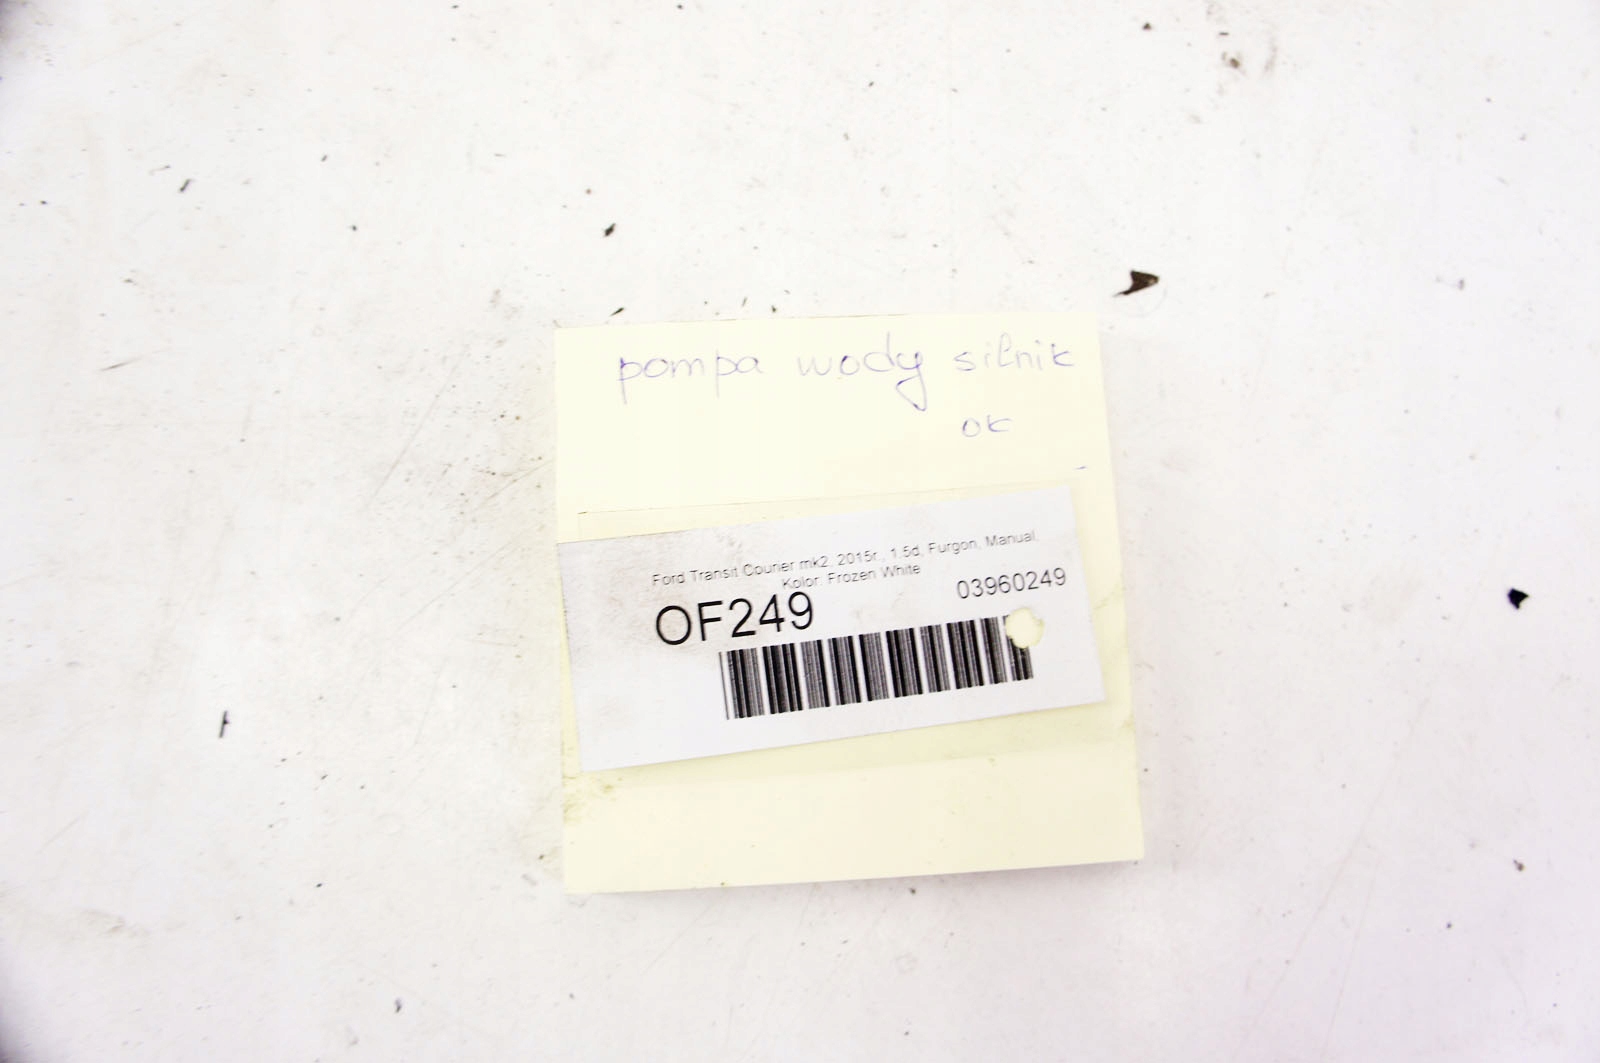 pompa wody silnik
ok
Ford Transit Courier mk2, 2015r., 1.5d, Furgon, Manual,
Kolor: Frozen White
OF249
03960249